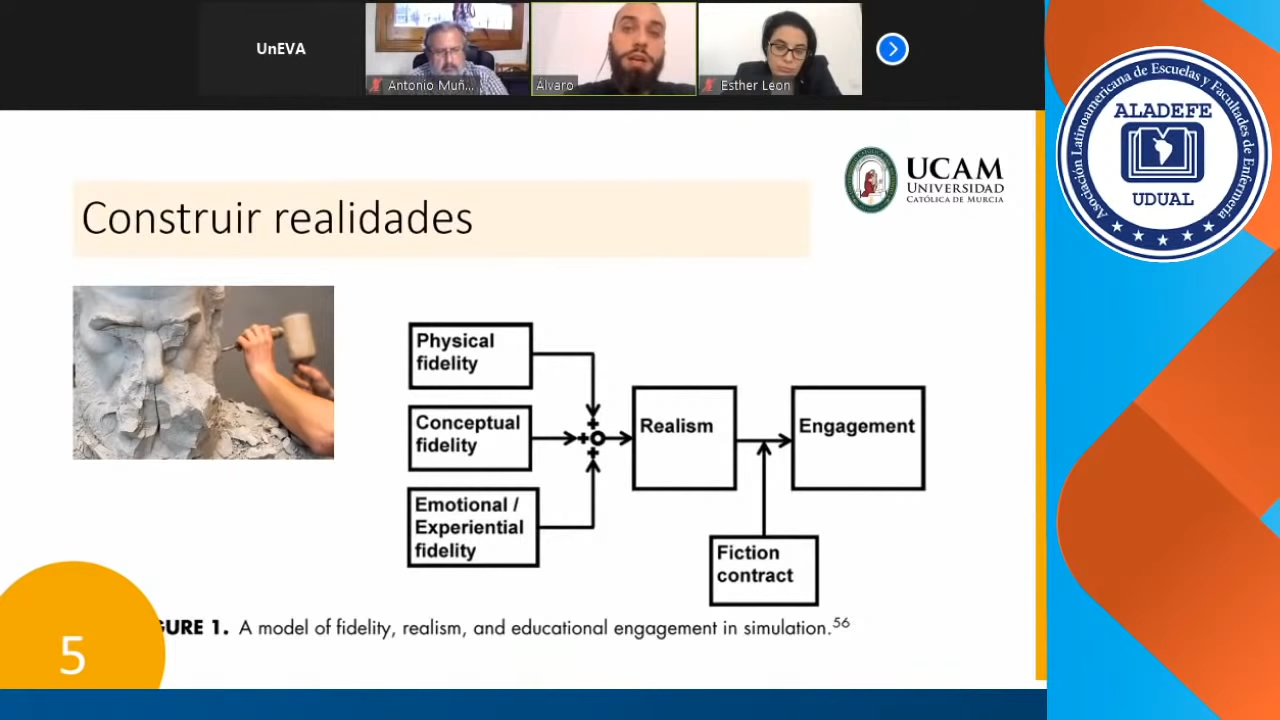 UnEVA
Antonio Muñ...
Alvaro
Esther Leon
Asociación Latinoamericana de Escuelas y Facultades de Enfermería
ALADEFE
UDUAL
UCAM
UNIVERSIDAD
CATÓLICA DE MURCIA
Construir realidades
Physical
fidelity
Conceptual
fidelity
Emotional /
Experiential
fidelity
+
+
+
Realism
Engagement
Fiction
contract
GURE 1. A model of fidelity, realism, and educational engagement in simulation.56
5